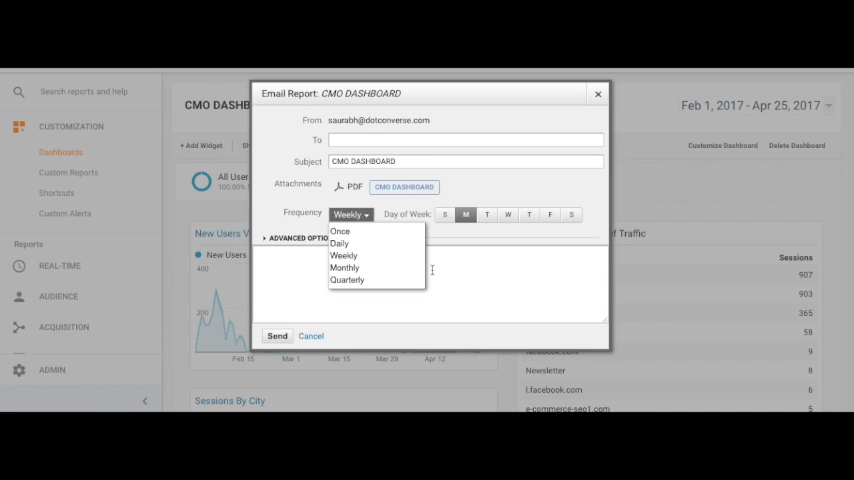 Search reports and help
CUSTOMIZATION
Dashboards
Custom Reports
Shortcuts
Custom Alerts
Reports
REAL-TIME
AUDIENCE
ACQUISITION
ADMIN
CMO DASHB
Feb 1, 2017 - Apr 25, 2017
+ Add Widget
Sh
Customize Dashboard
Delete Dashboard
All User
100.00%
Email Report: CMO DASHBOARD
From saurabh@dotconverse.com
To
Subject CMO DASHBOARD
Attachments PDF CMO DASHBOARD
Frequency Weekly Day of Week: S M T W T F S
Once
Daily
Weekly
Monthly
Quarterly
ADVANCED OPTIO
Send Cancel
New Users V
New Users
400
200
Feb 15 Mar 1 Mar 15 Mar 29 Apr 12
Sessions By City
Of Traffic
Sessions
907
903
365
58
facebook.com 9
Newsletter 8
l.facebook.com 6
e-commerce-seo1.com 5